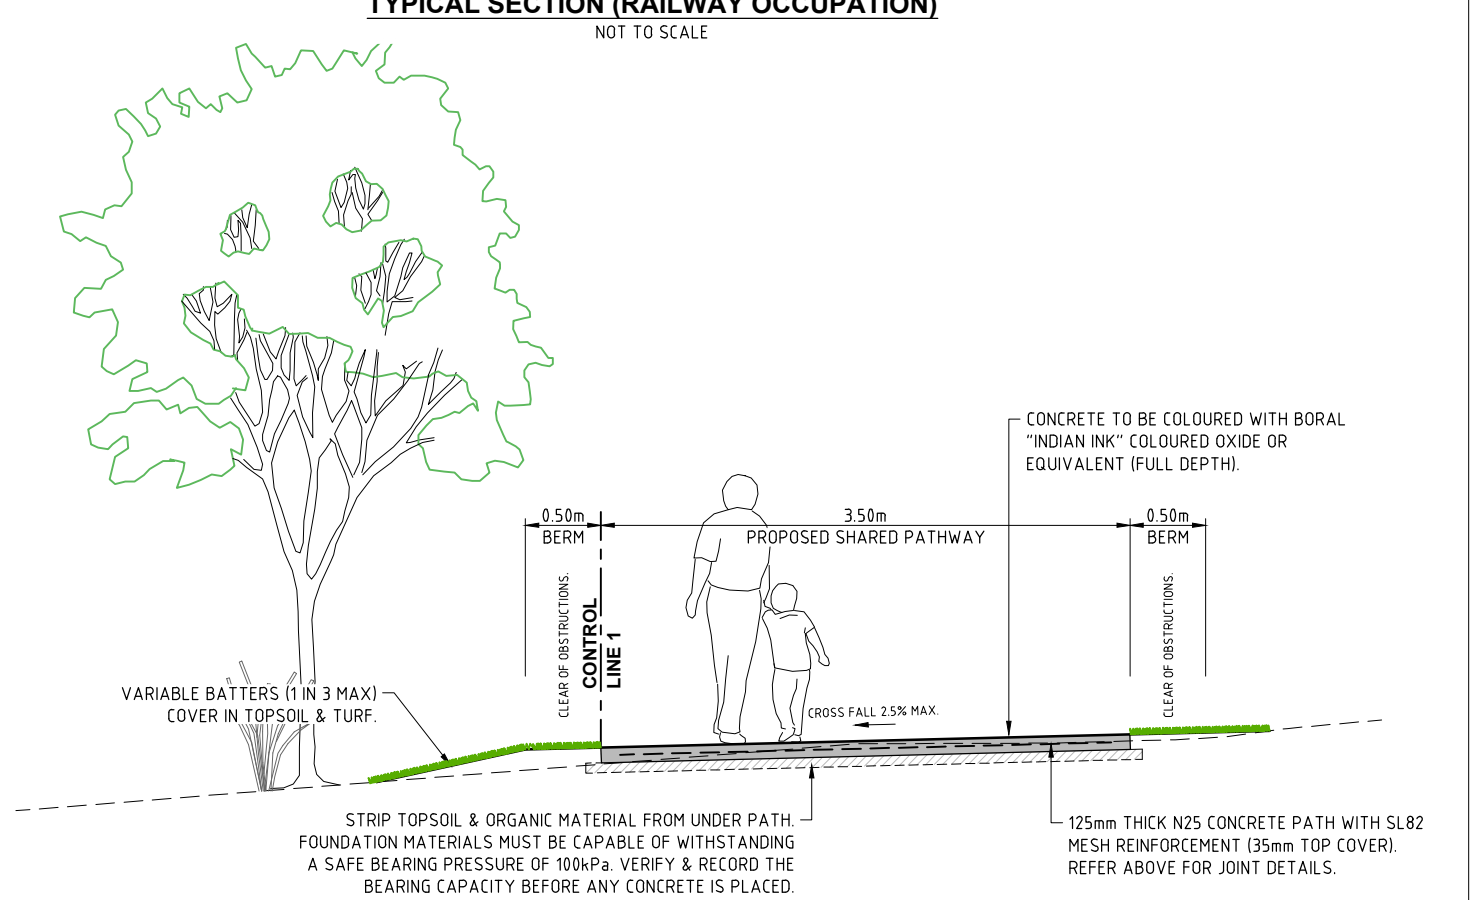 TYPICAL SECTION (RAILWAY OCCUPATION)
NOT TO SCALE
CONCRETE TO BE COLOURED WITH BORAL
"INDIAN INK" COLOURED OXIDE OR
EQUIVALENT (FULL DEPTH).
0.50m
BERM
3.50m
PROPOSED SHARED PATHWAY
0.50m
BERM
CLEAR OF OBSTRUCTIONS.
CONTROL
LINE 1
CLEAR OF OBSTRUCTIONS.
VARIABLE BATTERS (1 IN 3 MAX)
COVER IN TOPSOIL & TURF.
CROSS FALL 2.5% MAX.
STRIP TOPSOIL & ORGANIC MATERIAL FROM UNDER PATH.
FOUNDATION MATERIALS MUST BE CAPABLE OF WITHSTANDING
A SAFE BEARING PRESSURE OF 100kPa. VERIFY & RECORD THE
BEARING CAPACITY BEFORE ANY CONCRETE IS PLACED.
125mm THICK N25 CONCRETE PATH WITH SL82
MESH REINFORCEMENT (35mm TOP COVER).
REFER ABOVE FOR JOINT DETAILS.